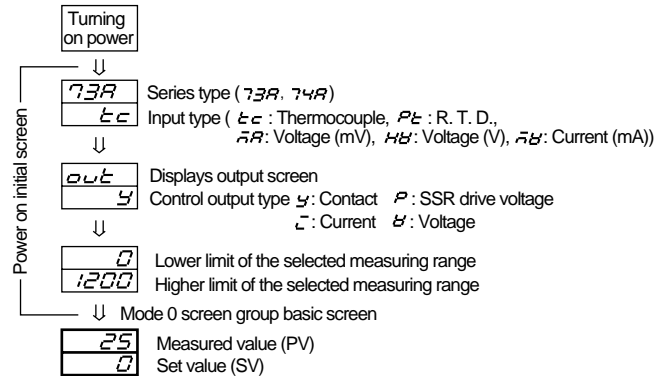 Turning
on power
⇓
73A Series type ( 73A, 74A )
tc Input type ( tc : Thermocouple, Pt : R. T. D.,
: Voltage (mV), : Voltage (V), : Current (mA))
⇓
out Displays output screen
y Control output type y : Contact P : SSR drive voltage
: Current : Voltage
⇓
0 Lower limit of the selected measuring range
1200 Higher limit of the selected measuring range
⇓ Mode 0 screen group basic screen
25 Measured value (PV)
0 Set value (SV)
Power on initial screen